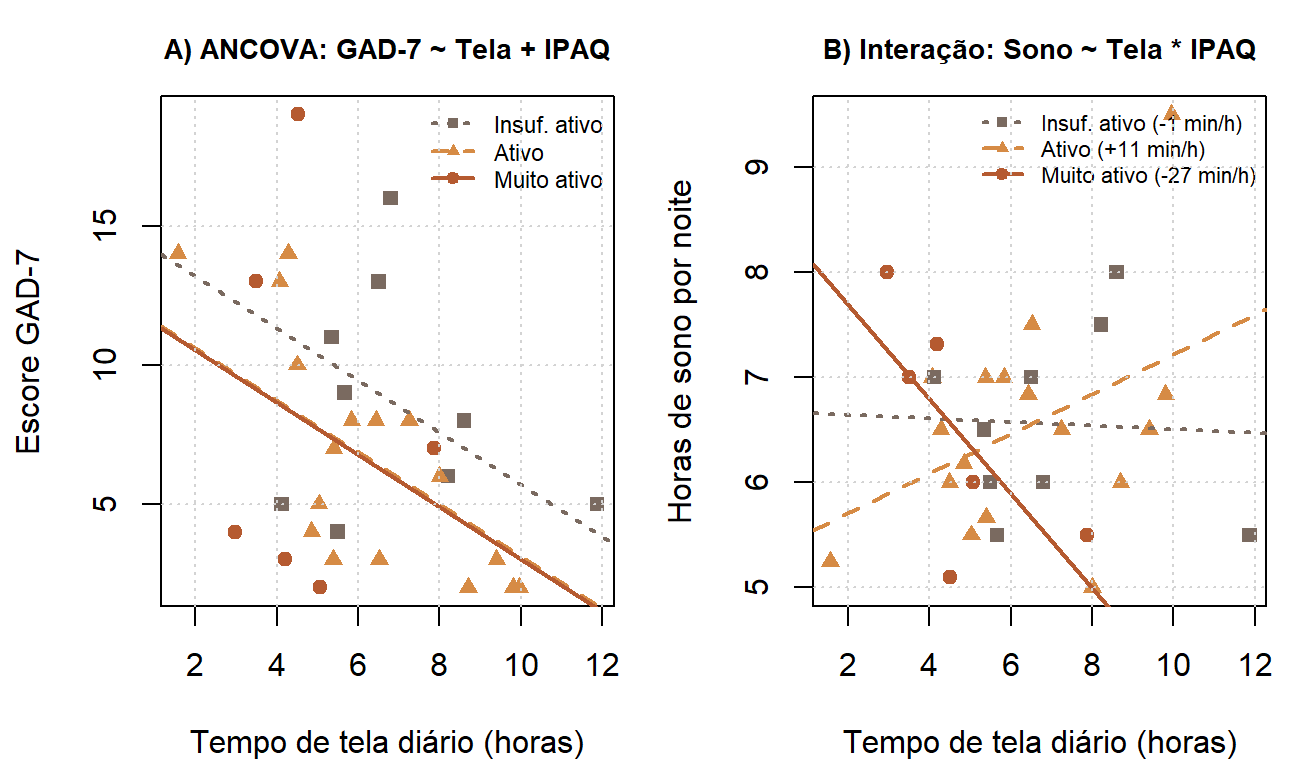 A) ANCOVA: GAD-7 ~ Tela + IPAQ
Insuf. ativo
Ativo
Muito ativo
Escore GAD-7
15
10
5
2 4 6 8 10 12
Tempo de tela diário (horas)
B) Interação: Sono ~ Tela * IPAQ
Insuf. ativo (-1 min/h)
Ativo (+11 min/h)
Muito ativo (-27 min/h)
Horas de sono por noite
9
8
7
6
5
2 4 6 8 10 12
Tempo de tela diário (horas)